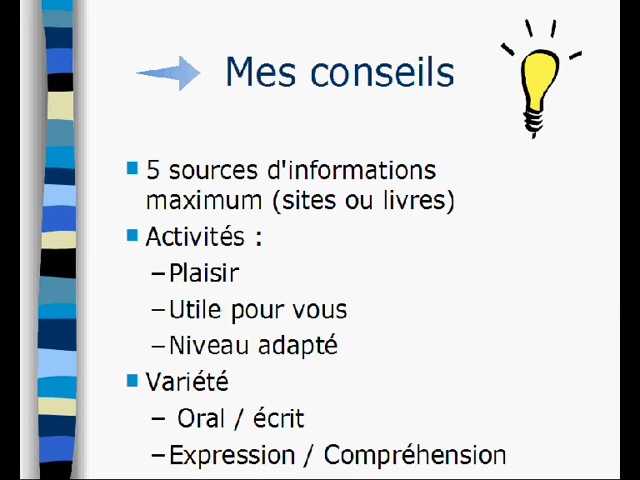 Mes conseils
5 sources d'informations
maximum (sites ou livres)
Activités :
–Plaisir
–Utile pour vous
–Niveau adapté
Variété
– Oral / écrit
–Expression / Compréhension